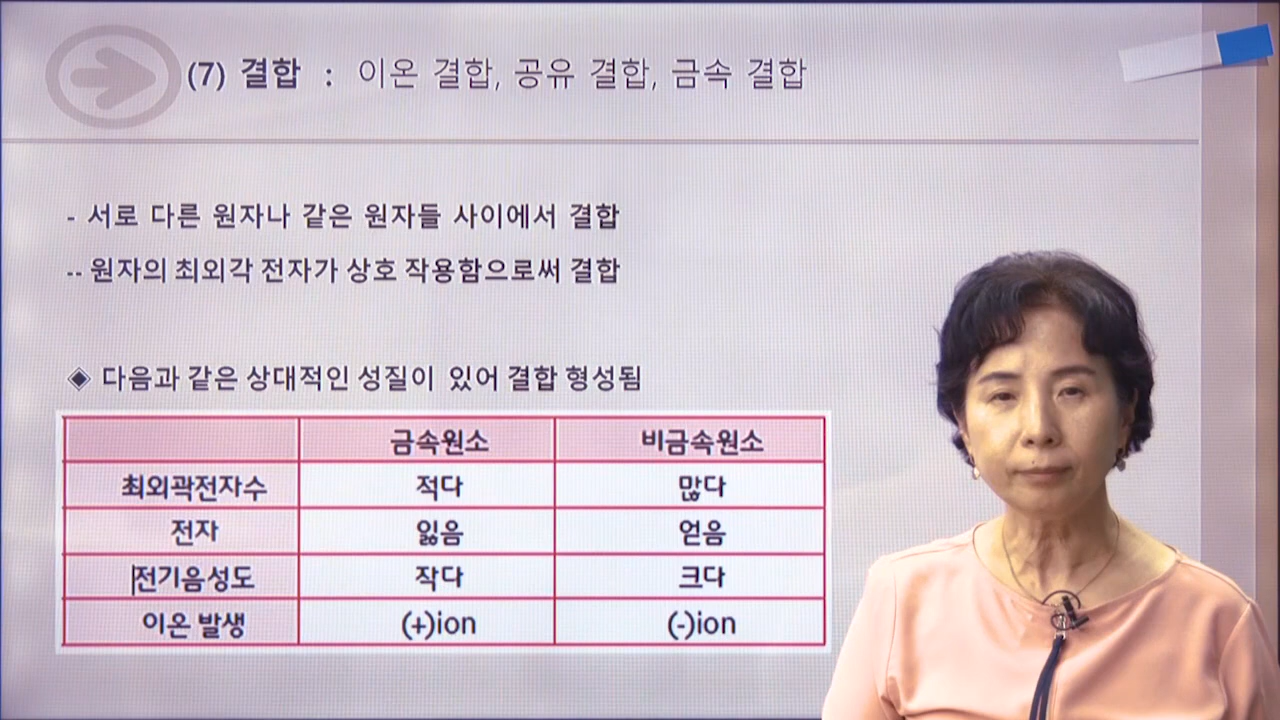 (7) 결합 : 이온 결합, 공유 결합, 금속 결합
- 서로 다른 원자나 같은 원자들 사이에서 결합
-- 원자의 최외각 전자가 상호 작용함으로써 결합
◈ 다음과 같은 상대적인 성질이 있어 결합 형성됨
금속원소 비금속원소
최외곽전자수 적다 많다
전자 잃음 얻음
전기음성도 작다 크다
이온 발생 (+)ion (-)ion